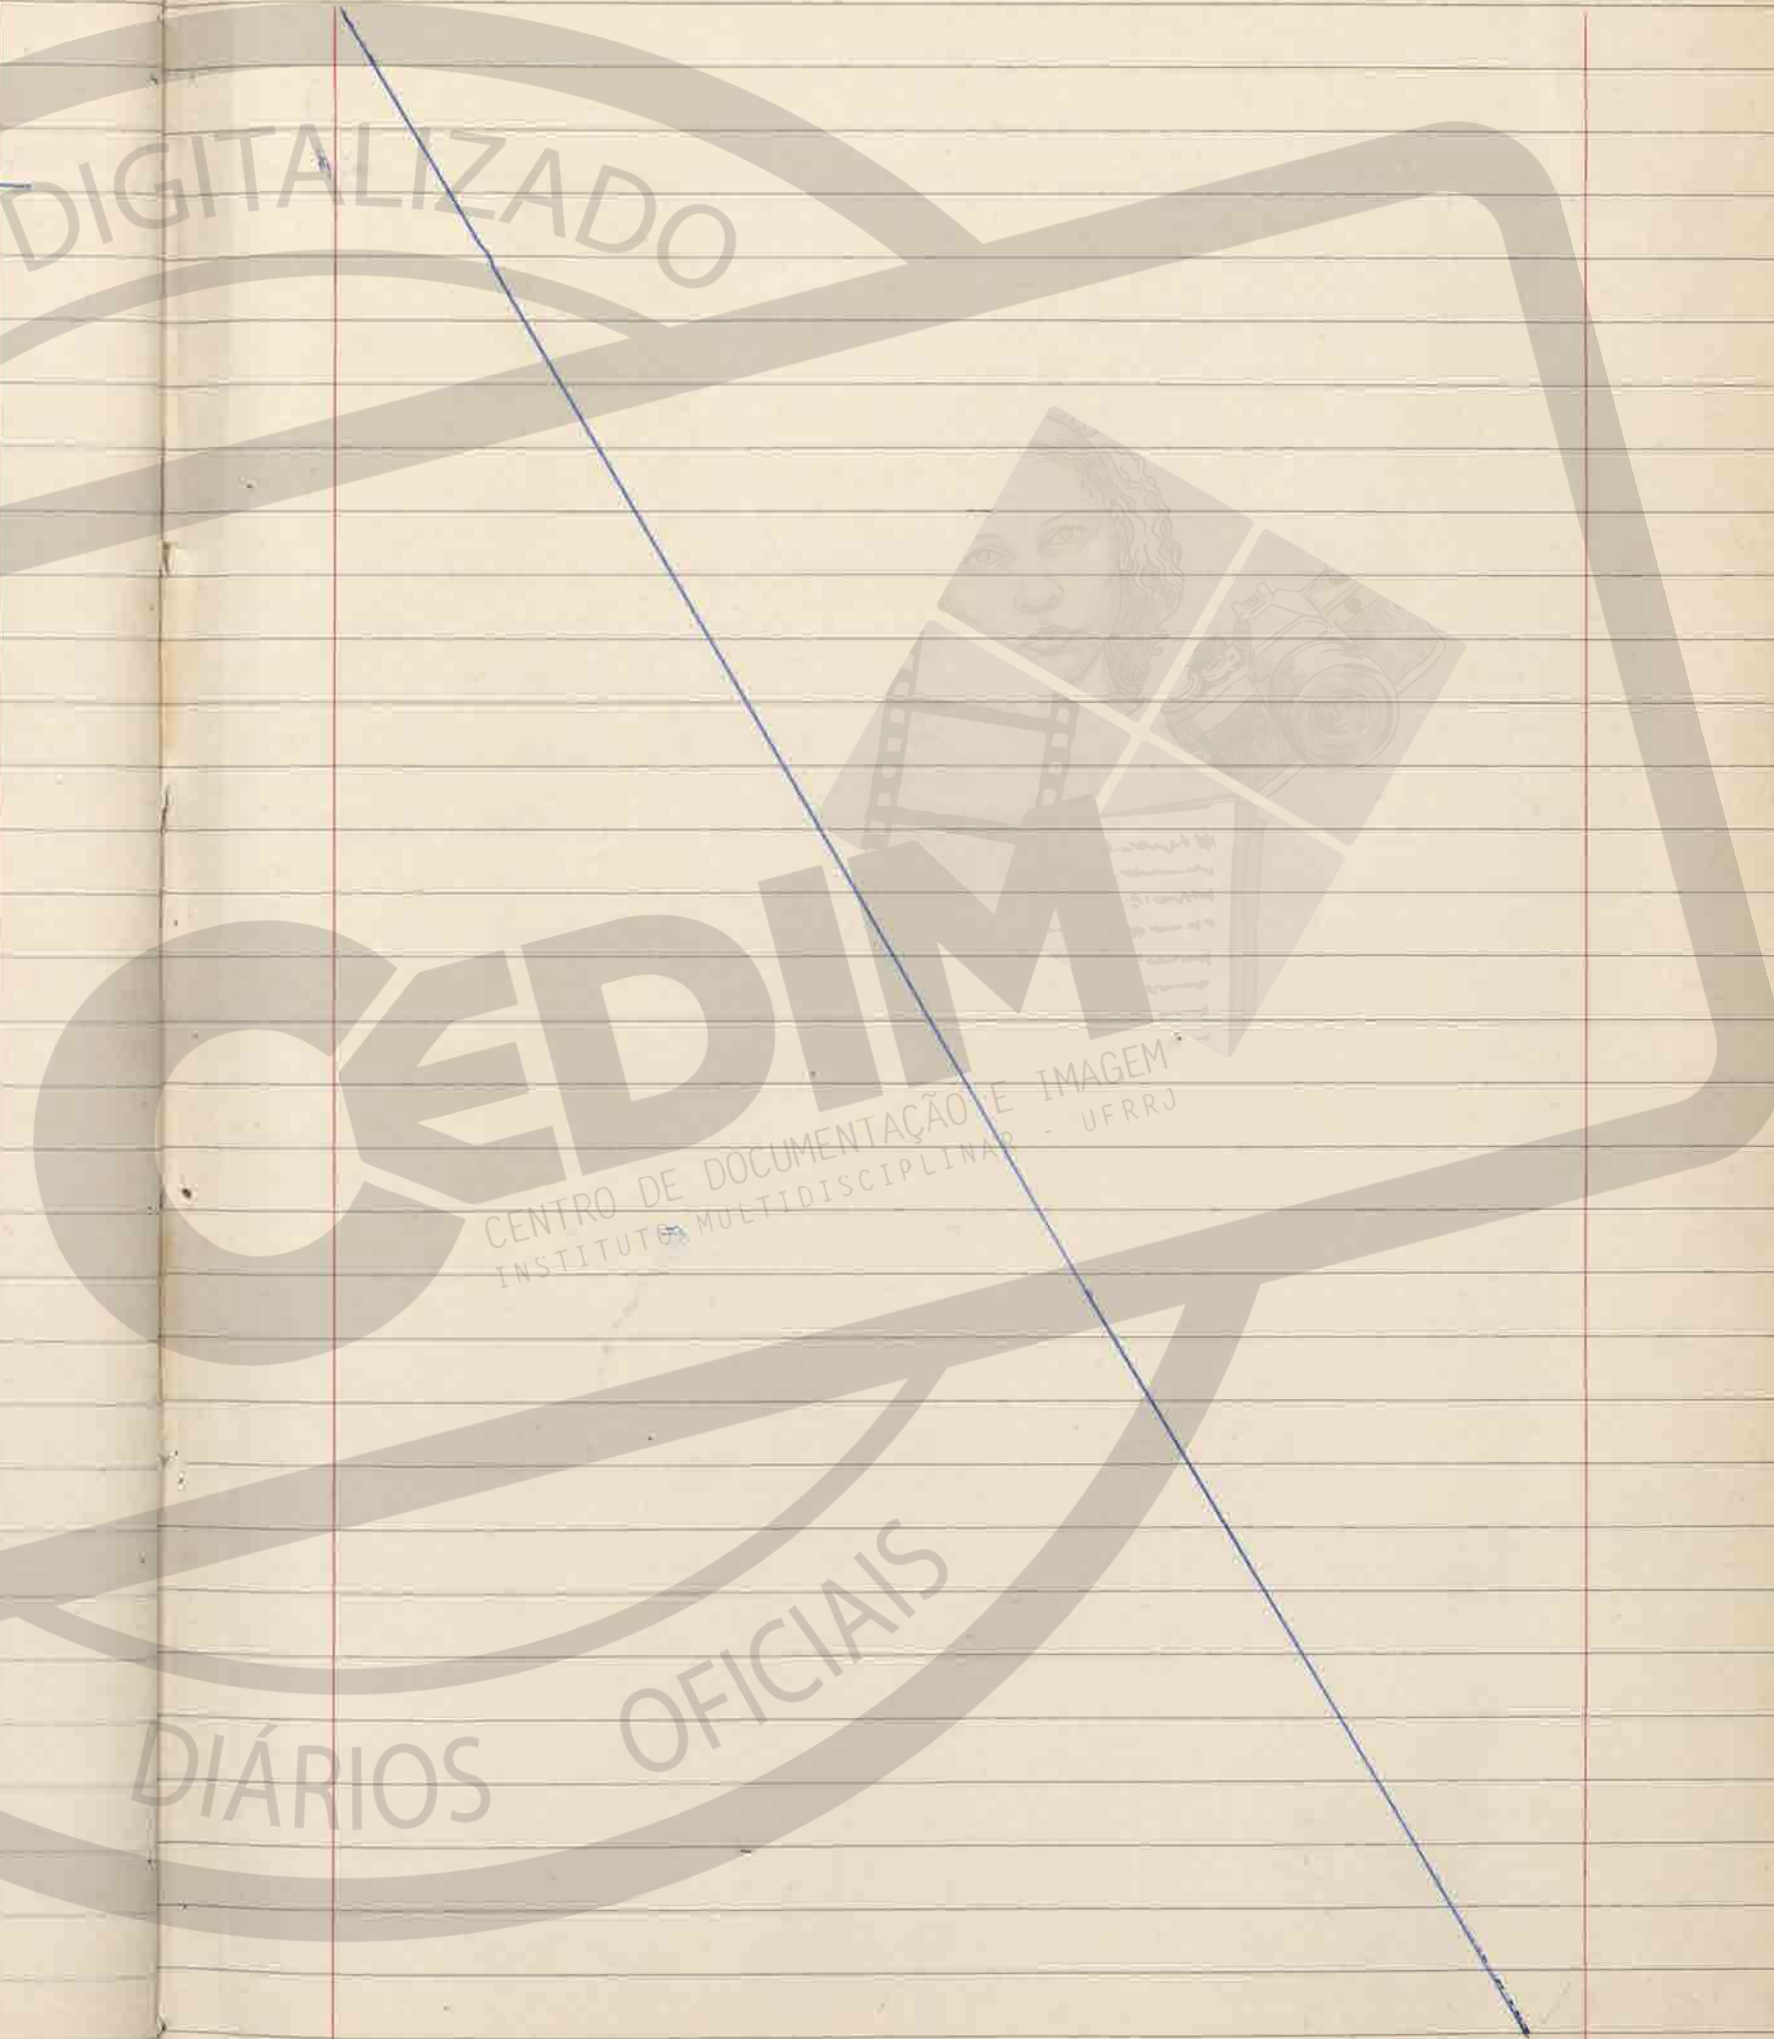 DIGITALIZADO
CEDIM
CENTRO DE DOCUMENTAÇÃO E IMAGEM
INSTITUTO MULTIDISCIPLINAR - UFRRJ
DIÁRIOS OFICIAIS